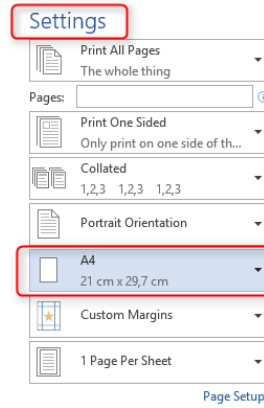 Settings
Print All Pages
The whole thing
Pages:
Print One Sided
Only print on one side of th...
Collated
1,2,3 1,2,3 1,2,3
Portrait Orientation
A4
21 cm x 29,7 cm
Custom Margins
1 Page Per Sheet
Page Setup